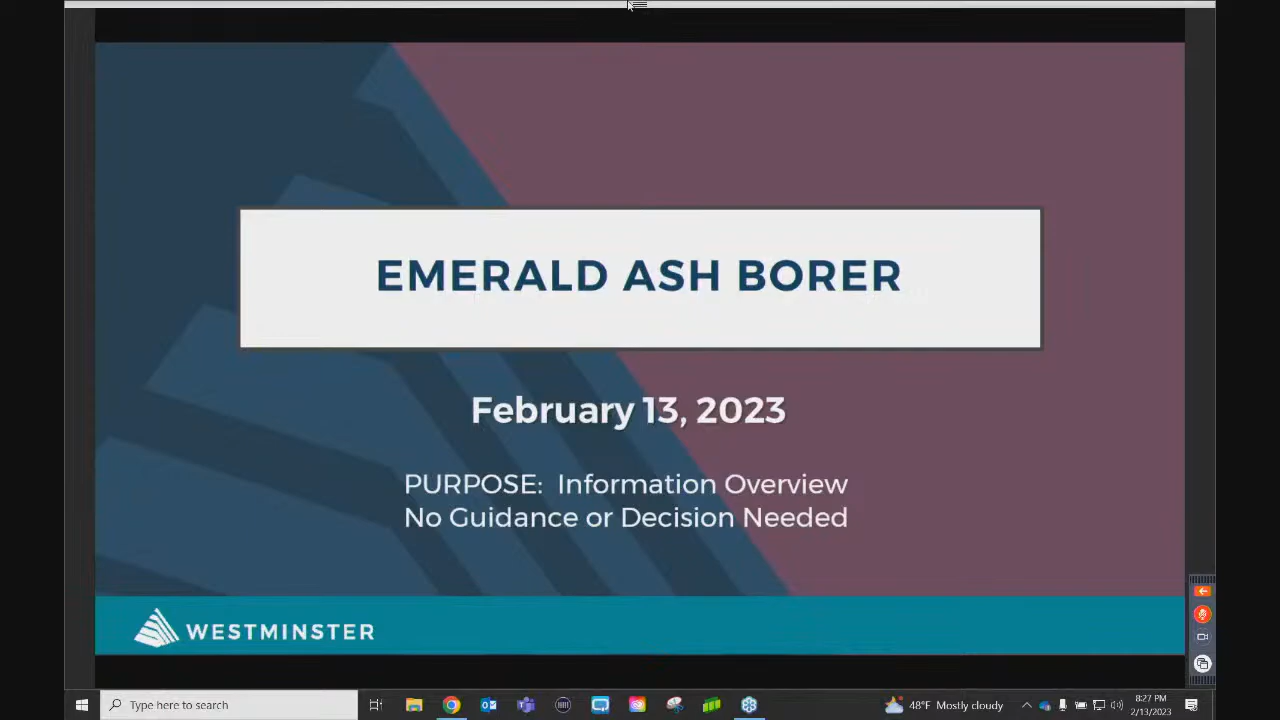 EMERALD ASH BORER
February 13, 2023
PURPOSE: Information Overview
No Guidance or Decision Needed
WESTMINSTER
Type here to search
48°F Mostly cloudy
8:27 PM
2/13/2023